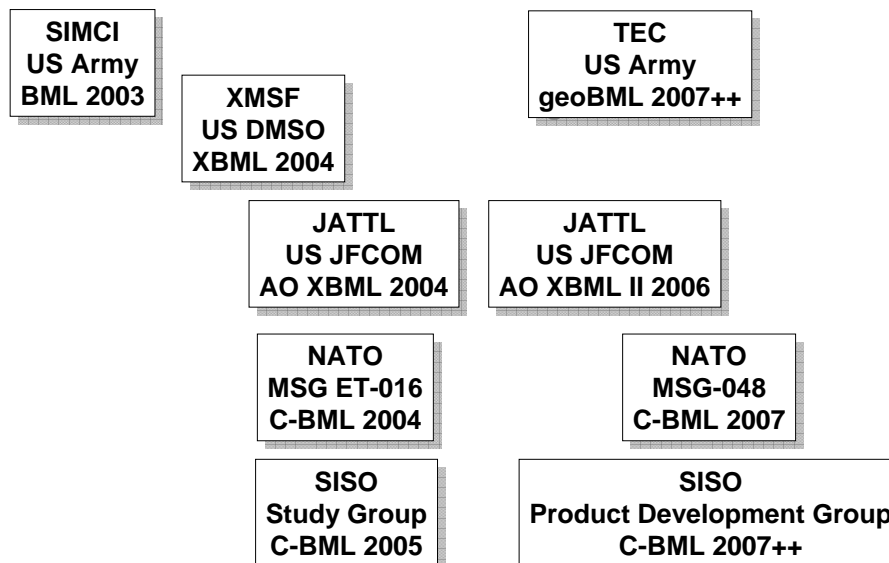 SIMCI
US Army
BML 2003
TEC
US Army
geoBML 2007++
XMSF
US DMSO
XBML 2004
JATTL
US JFCOM
AO XBML 2004
JATTL
US JFCOM
AO XBML II 2006
NATO
MSG ET-016
C-BML 2004
NATO
MSG-048
C-BML 2007
SISO
Study Group
C-BML 2005
SISO
Product Development Group
C-BML 2007++